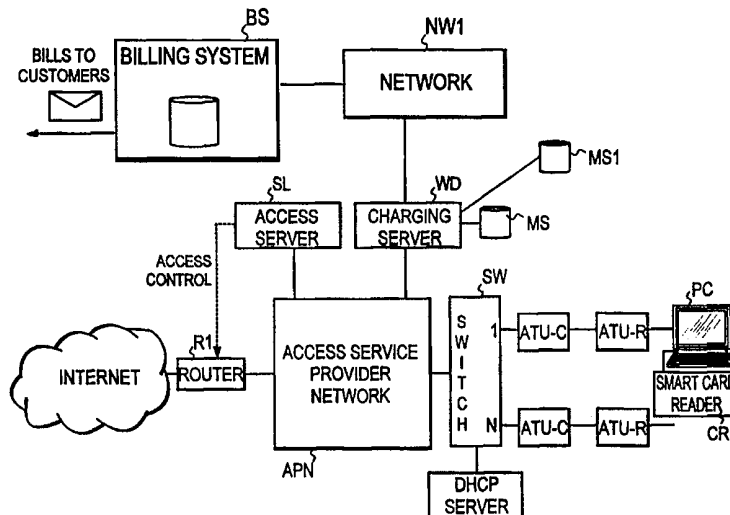 BS
BILLS TO
CUSTOMERS
BILLING SYSTEM
NW1
NETWORK
MS1
SL
ACCESS
SERVER
WD
CHARGING
SERVER
MS
ACCESS
CONTROL
SW
PC
SWITCH
1
ATU-C
ATU-R
INTERNET
R1
ROUTER
ACCESS SERVICE
PROVIDER
NETWORK
SMART CARD
READER
N
ATU-C
ATU-R
CR
APN
DHCP
SERVER